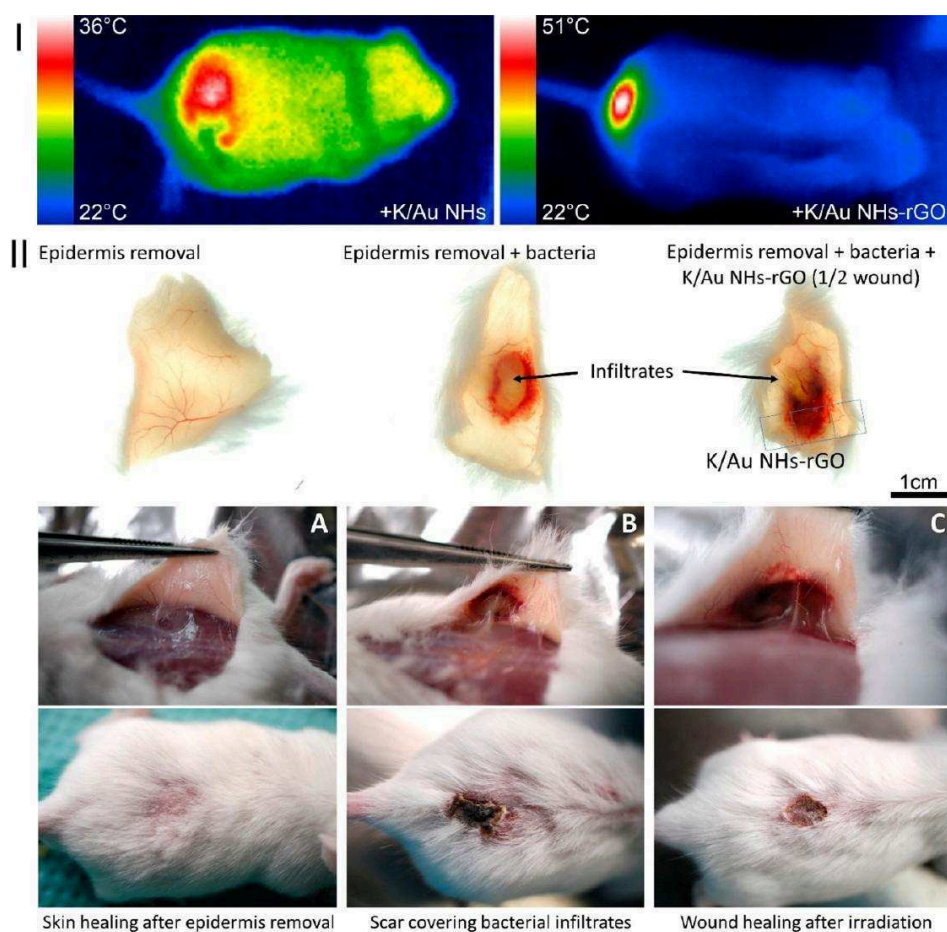 I
36°C
51°C
22°C
+K/Au NHs
22°C
+K/Au NHs-rGO
II
Epidermis removal
Epidermis removal + bacteria
Epidermis removal + bacteria +
K/Au NHs-rGO (1/2 wound)
Infiltrates
K/Au NHs-rGO
1cm
A
B
C
Skin healing after epidermis removal
Scar covering bacterial infiltrates
Wound healing after irradiation